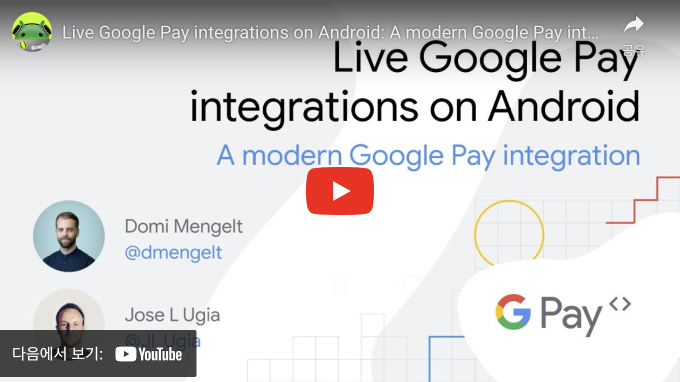 Live Google Pay integrations on Android: A modern Google Pay int...
공유
Live Google Pay
integrations on Android
A modern Google Pay integration
Domi Mengelt
@dmengelt
Jose L Ugia
@JL_Ugia
G Pay <>
다음에서 보기: YouTube